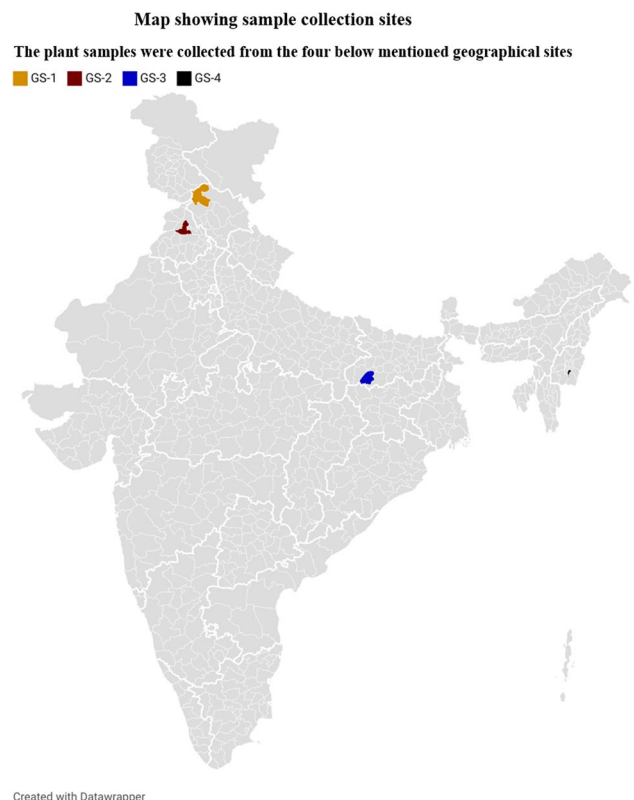 Map showing sample collection sites
The plant samples were collected from the four below mentioned geographical sites
GS-1 GS-2 GS-3 GS-4
Created with Datawrapper